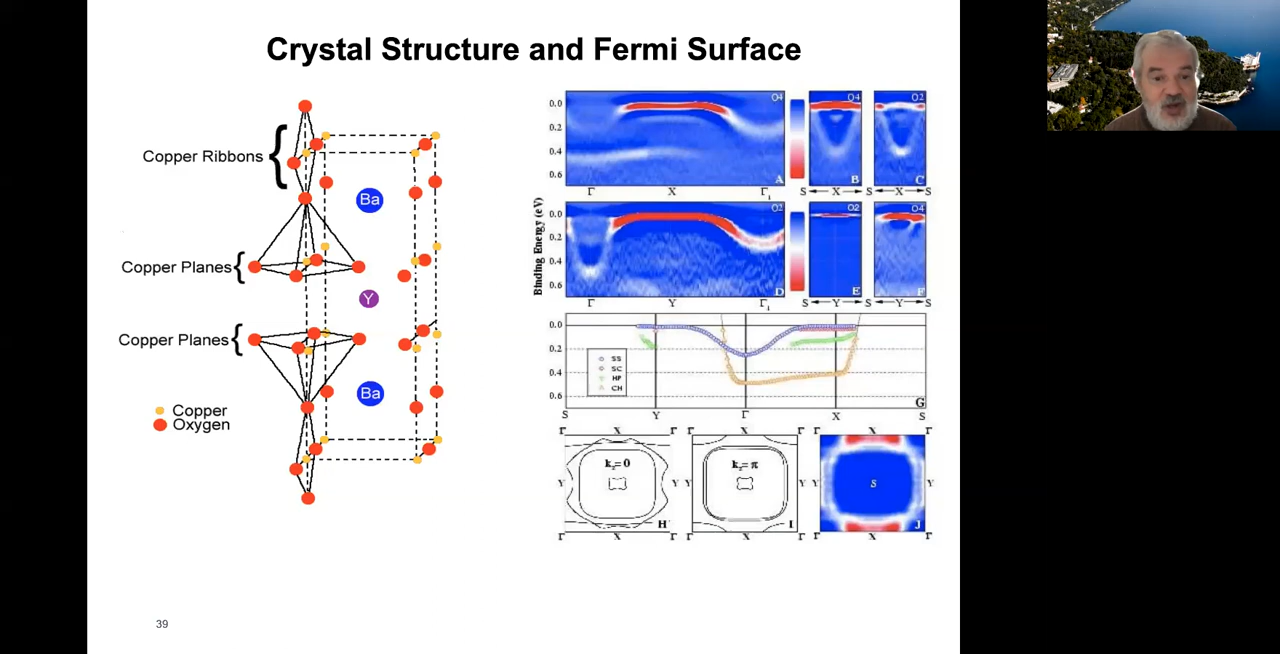 Crystal Structure and Fermi Surface
Copper Ribbons
Ba
Copper Planes
Y
Copper Planes
Ba
Copper
Oxygen
Binding Energy (eV)
0.0
0.2
0.4
0.6
O4
A
O4
B
O2
C
Γ X Γ1 S X S S X S
0.0
0.2
0.4
0.6
O2
D
O2
E
O4
F
Γ Y Γ1 S Y S S Y S
0.0
0.2
0.4
0.6
SS
SC
HF
CH
G
S Y Γ X S
Γ X Γ Γ X Γ Γ X Γ
kz=0
kz=π
Y Y Y Y Y S Y
H
I
J
Γ X Γ Γ X Γ Γ X Γ
39